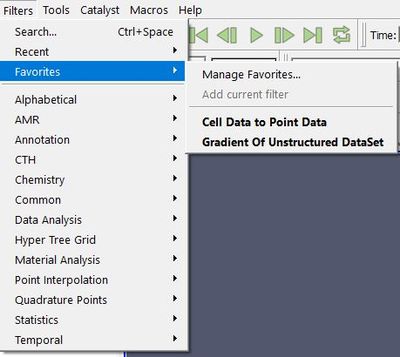 Filters Tools Catalyst Macros Help
Search... Ctrl+Space
Time:
Recent
Favorites
Manage Favorites...
Add current filter
Cell Data to Point Data
Gradient Of Unstructured DataSet
Alphabetical
AMR
Annotation
CTH
Chemistry
Common
Data Analysis
Hyper Tree Grid
Material Analysis
Point Interpolation
Quadrature Points
Statistics
Temporal